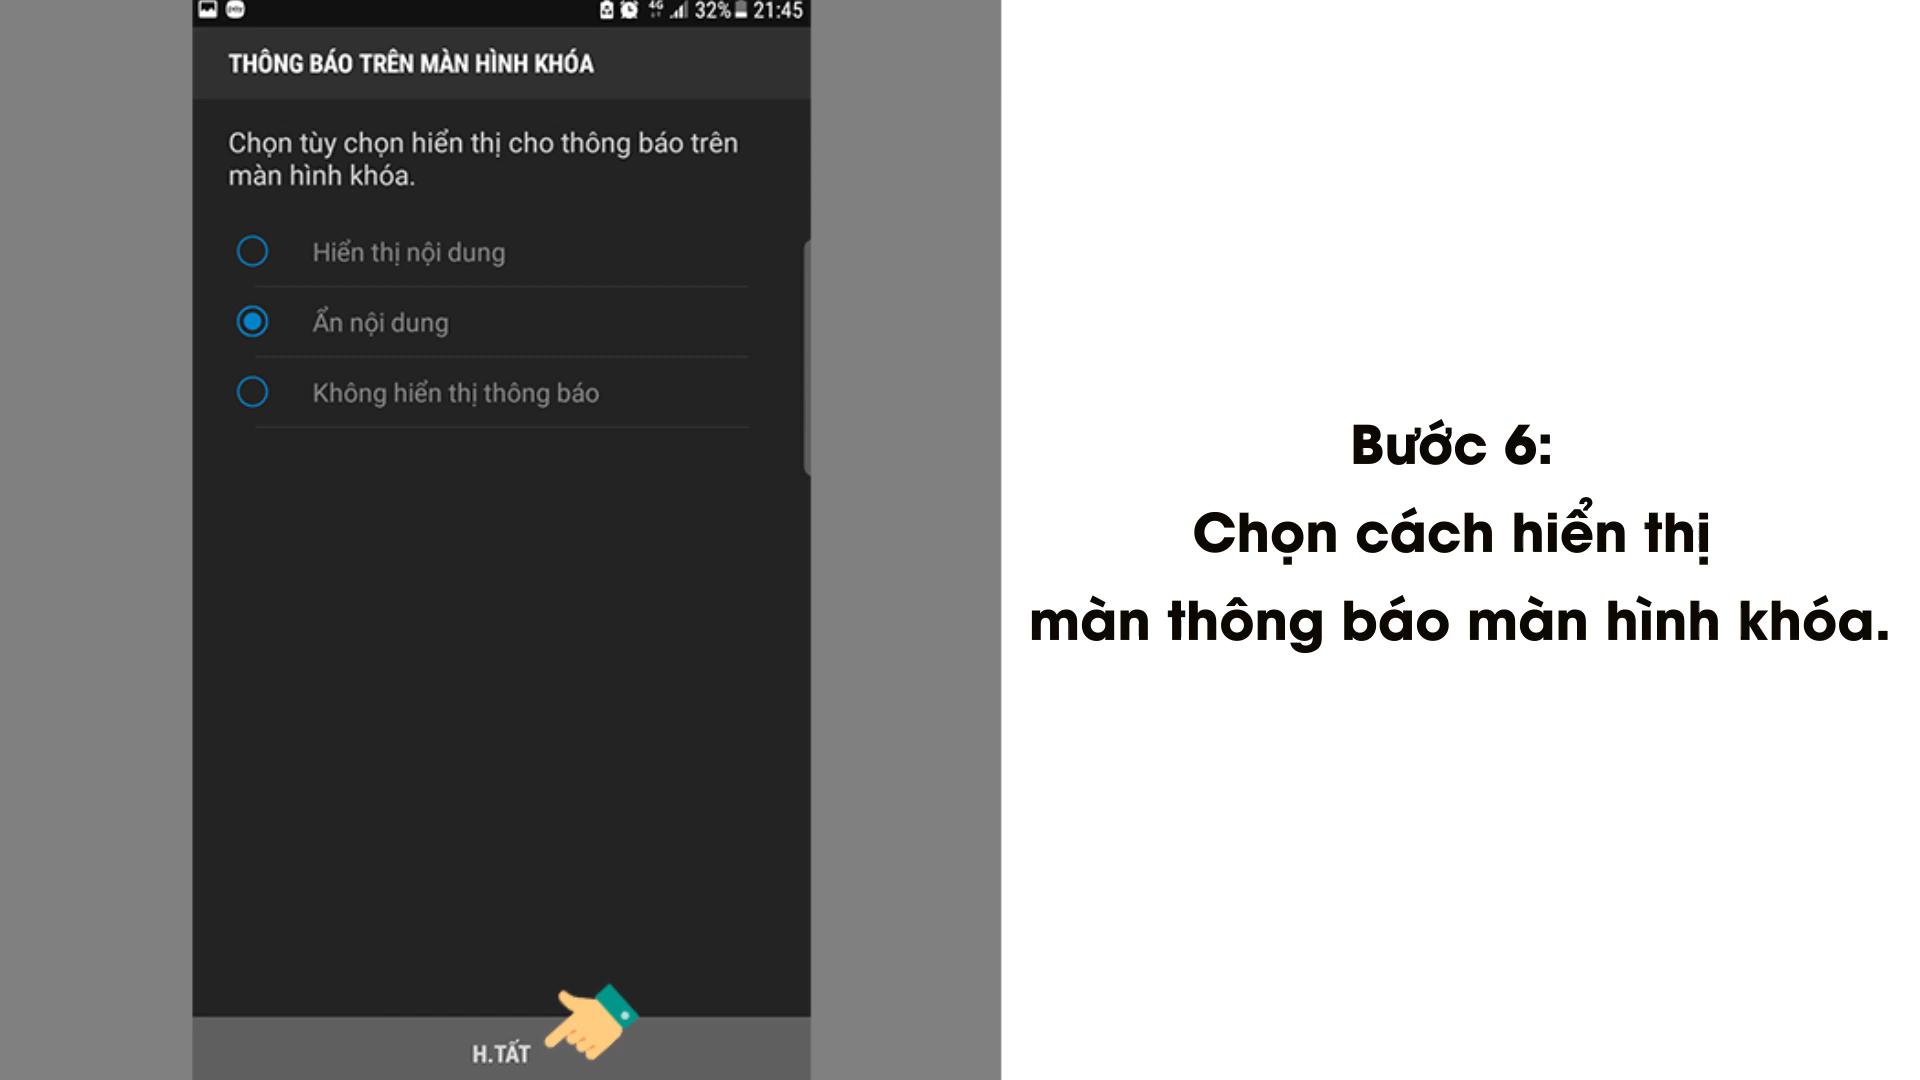 4G 32% 21:45
THÔNG BÁO TRÊN MÀN HÌNH KHÓA
Chọn tùy chọn hiển thị cho thông báo trên
màn hình khóa.
Hiển thị nội dung
Ẩn nội dung
Không hiển thị thông báo
H.TẤT
Bước 6:
Chọn cách hiển thị
màn thông báo màn hình khóa.